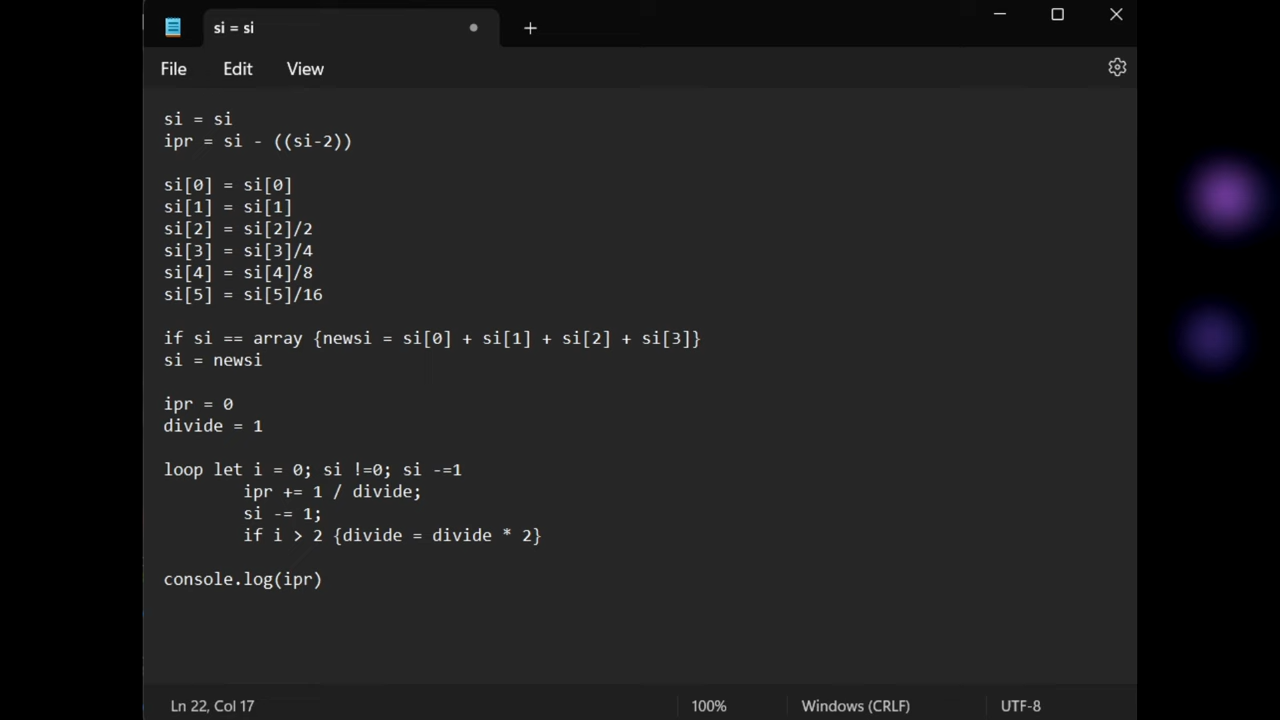 si = si
File Edit View
si = si
ipr = si - ((si-2))
si[0] = si[0]
si[1] = si[1]
si[2] = si[2]/2
si[3] = si[3]/4
si[4] = si[4]/8
si[5] = si[5]/16
if si == array {newsi = si[0] + si[1] + si[2] + si[3]}
si = newsi
ipr = 0
divide = 1
loop let i = 0; si !=0; si -=1
ipr += 1 / divide;
si -= 1;
if i > 2 {divide = divide * 2}
console.log(ipr)
Ln 22, Col 17 100% Windows (CRLF) UTF-8